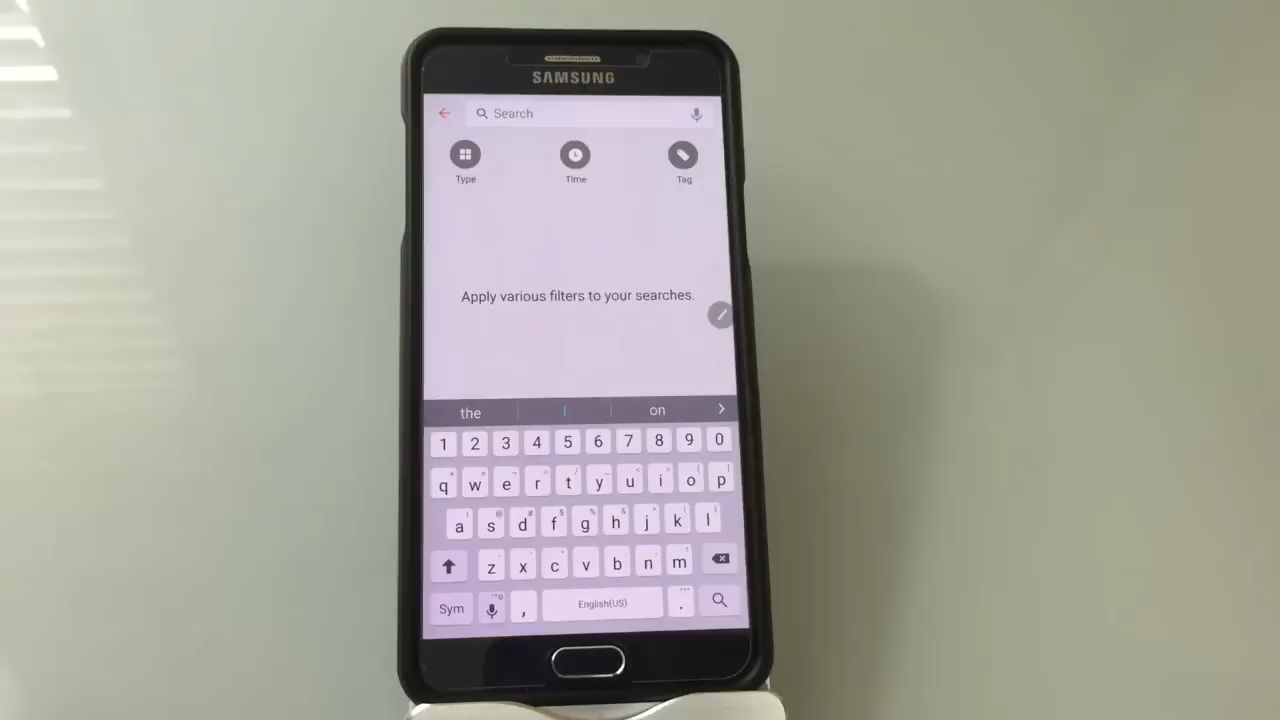 SAMSUNG
Search
Type Time Tag
Apply various filters to your searches.
the on
1 2 3 4 5 6 7 8 9 0
q w e r t y u i o p
a s d f g h j k l
z x c v b n m
Sym , English(US) .